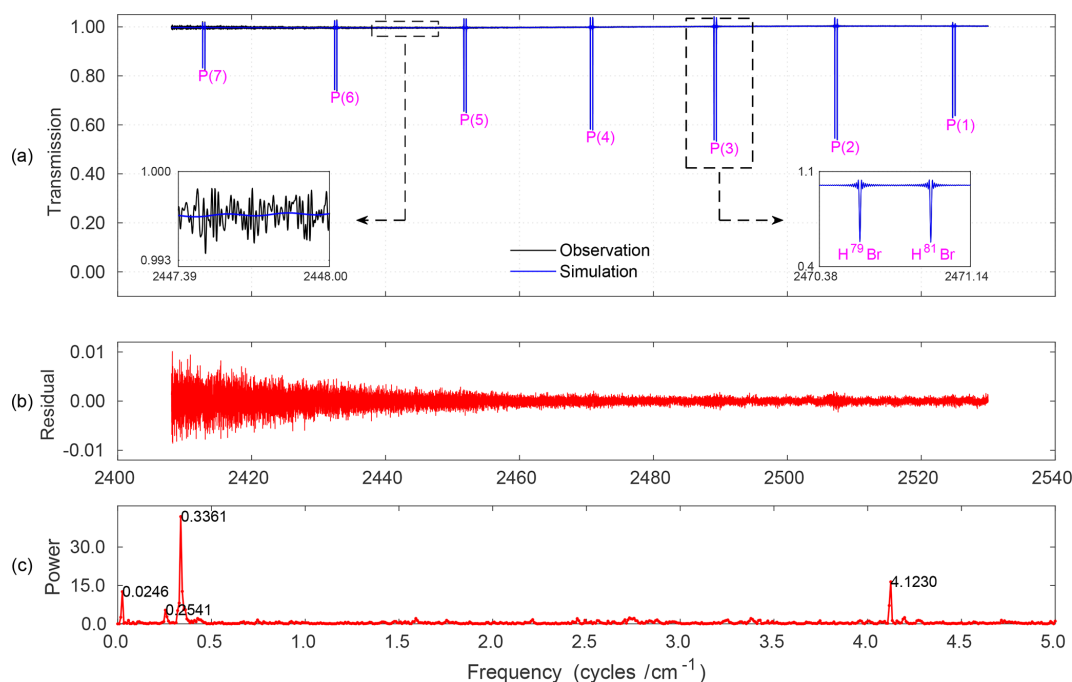 (a)
Transmission
1.00
0.80
0.60
0.40
0.20
0.00
P(7)
P(6)
P(5)
P(4)
P(3)
P(2)
P(1)
1.000
0.993
2447.39
2448.00
Observation
Simulation
1.1
0.4
H⁷⁹Br
H⁸¹Br
2470.38
2471.14
(b)
Residual
0.01
0.00
-0.01
2400
2420
2440
2460
2480
2500
2520
2540
(c)
Power
30.0
15.0
0.0
0.0246
0.2541
0.3361
4.1230
0.0
0.5
1.0
1.5
2.0
2.5
3.0
3.5
4.0
4.5
5.0
Frequency (cycles /cm⁻¹)